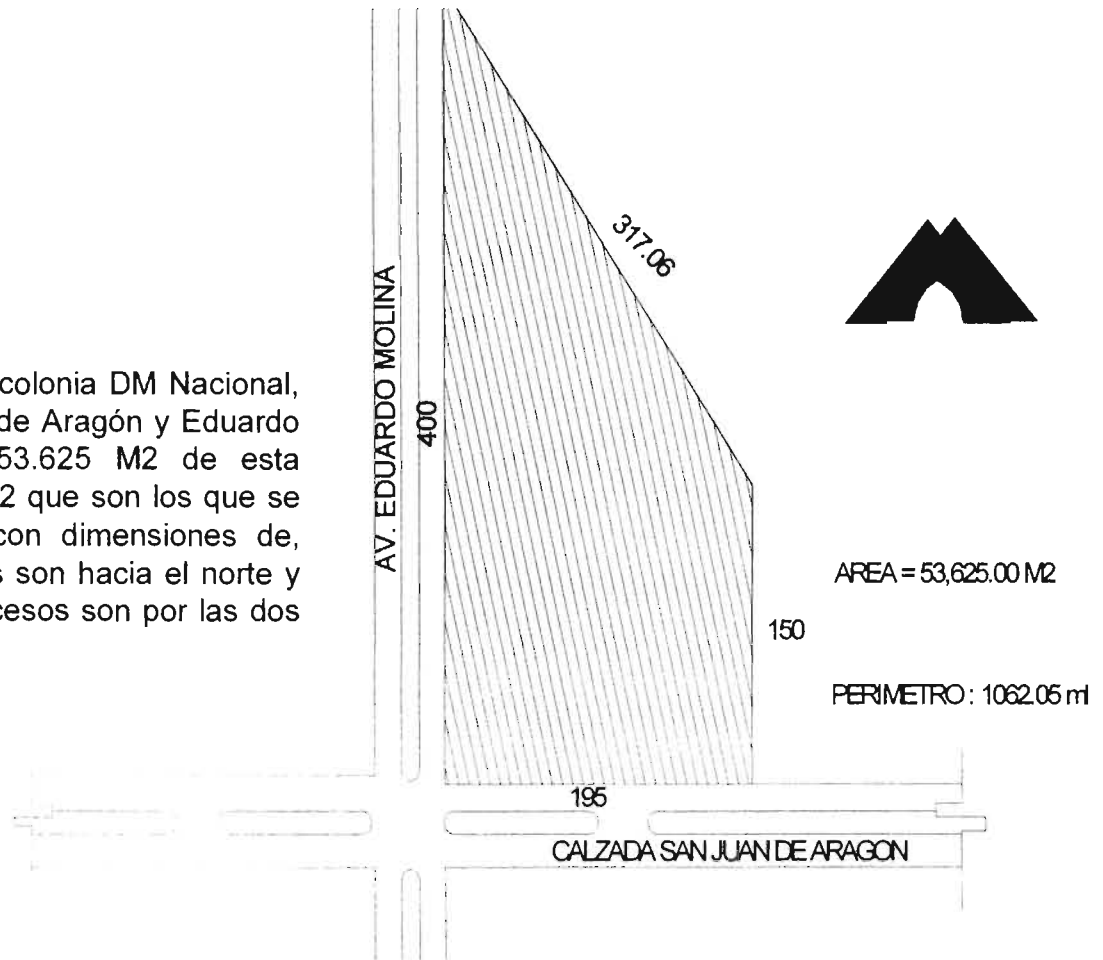 colonia DM Nacional,
de Aragón y Eduardo
53.625 M2 de esta
2 que son los que se
con dimensiones de,
s son hacia el norte y
cesos son por las dos
AV. EDUARDO MOLINA
400
317.06
150
195
CALZADA SAN JUAN DE ARAGON
AREA = 53,625.00 M2
PERIMETRO : 1062.05 ml